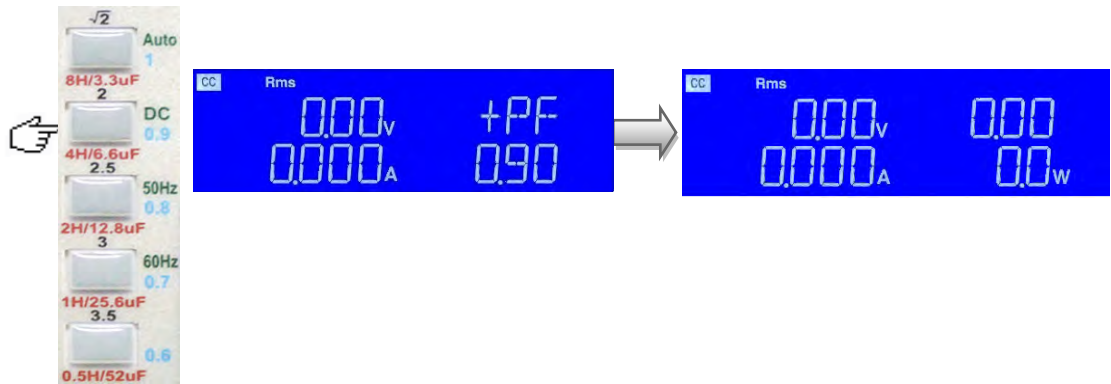 √2
Auto
1
8H/3.3uF
2
DC
0.9
4H/6.6uF
2.5
50Hz
0.8
2H/12.8uF
3
60Hz
0.7
1H/25.6uF
3.5
0.6
0.5H/52uF
CC Rms
0.00V +PF
0.000A 0.90
CC Rms
0.00V 0.00
0.000A 0.0W